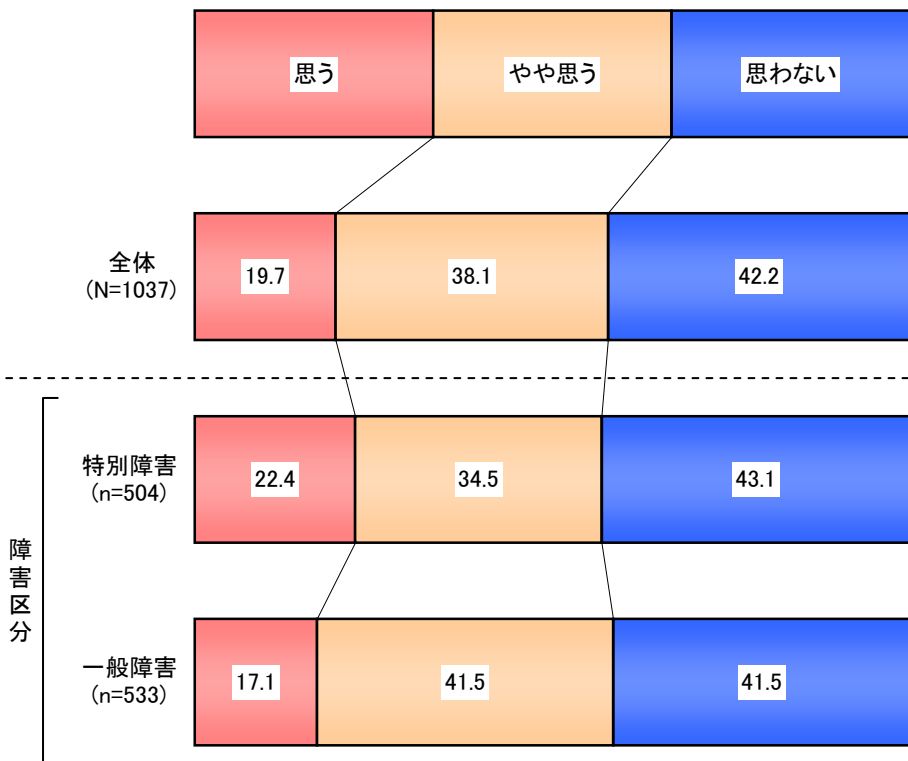 思う やや思う 思わない
全体
(N=1037)
19.7 38.1 42.2
障害区分
特別障害
(n=504)
22.4 34.5 43.1
一般障害
(n=533)
17.1 41.5 41.5